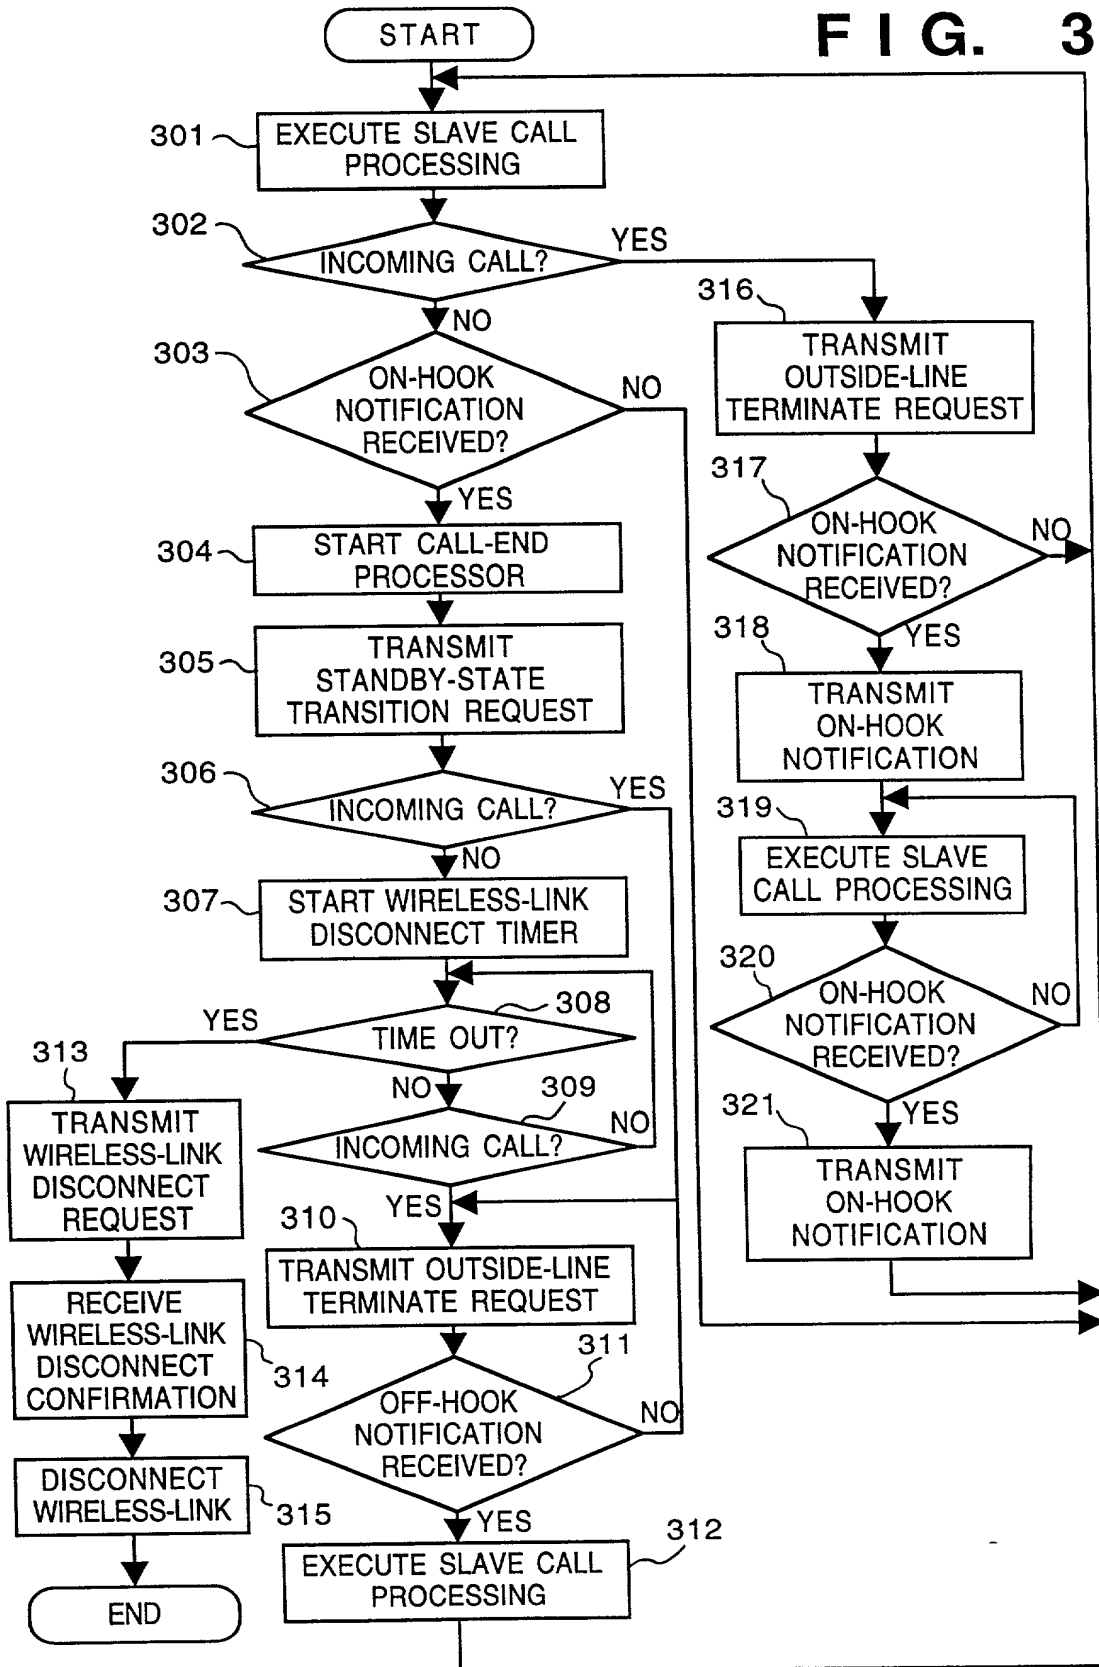 FIG. 3
START
301
EXECUTE SLAVE CALL
PROCESSING
302
INCOMING CALL?
YES
NO
303
ON-HOOK
NOTIFICATION
RECEIVED?
NO
YES
304
START CALL-END
PROCESSOR
305
TRANSMIT
STANDBY-STATE
TRANSITION REQUEST
306
INCOMING CALL?
YES
NO
307
START WIRELESS-LINK
DISCONNECT TIMER
308
TIME OUT?
YES
NO
309
INCOMING CALL?
NO
YES
310
TRANSMIT OUTSIDE-LINE
TERMINATE REQUEST
311
OFF-HOOK
NOTIFICATION
RECEIVED?
NO
YES
312
EXECUTE SLAVE CALL
PROCESSING
313
TRANSMIT
WIRELESS-LINK
DISCONNECT
REQUEST
RECEIVE
WIRELESS-LINK
DISCONNECT
CONFIRMATION
314
DISCONNECT
WIRELESS-LINK
315
END
316
TRANSMIT
OUTSIDE-LINE
TERMINATE REQUEST
317
ON-HOOK
NOTIFICATION
RECEIVED?
NO
YES
318
TRANSMIT
ON-HOOK
NOTIFICATION
319
EXECUTE SLAVE
CALL PROCESSING
320
ON-HOOK
NOTIFICATION
RECEIVED?
NO
YES
321
TRANSMIT
ON-HOOK
NOTIFICATION